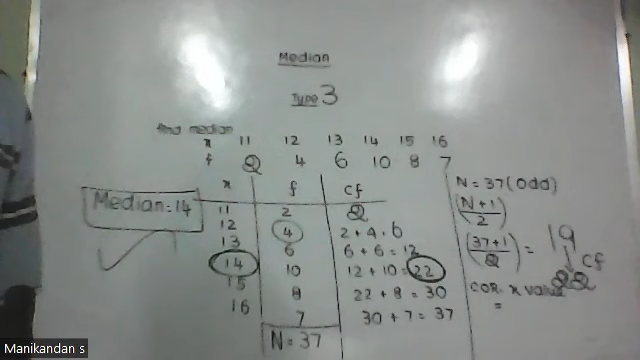 Median
Type 3
find median
x 11 12 13 14 15 16
f 2 4 6 10 8 7
x f cf
11 2 2
12 4 2+4=6
13 6 6+6=12
14 10 12+10=22
15 8 22+8=30
16 7 30+7=37
N=37
Median=14
N=37(Odd)
(N+1/2)
(37+1/2)=19
cf
22
COR. x value
=
Manikandan s